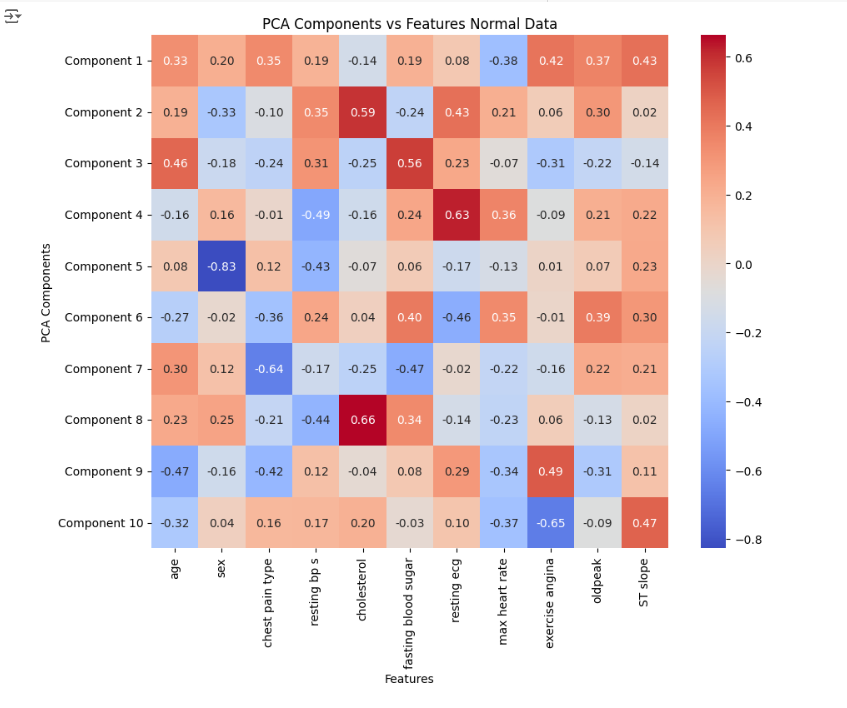 PCA Components vs Features Normal Data
Component 1 0.33 0.20 0.35 0.19 -0.14 0.19 0.08 -0.38 0.42 0.37 0.43
Component 2 0.19 -0.33 -0.10 0.35 0.59 -0.24 0.43 0.21 0.06 0.30 0.02
Component 3 0.46 -0.18 -0.24 0.31 -0.25 0.56 0.23 -0.07 -0.31 -0.22 -0.14
Component 4 -0.16 0.16 -0.01 -0.49 -0.16 0.24 0.63 0.36 -0.09 0.21 0.22
Component 5 0.08 -0.83 0.12 -0.43 -0.07 0.06 -0.17 -0.13 0.01 0.07 0.23
Component 6 -0.27 -0.02 -0.36 0.24 0.04 0.40 -0.46 0.35 -0.01 0.39 0.30
Component 7 0.30 0.12 -0.64 -0.17 -0.25 -0.47 -0.02 -0.22 -0.16 0.22 0.21
Component 8 0.23 0.25 -0.21 -0.44 0.66 0.34 -0.14 -0.23 0.06 -0.13 0.02
Component 9 -0.47 -0.16 -0.42 0.12 -0.04 0.08 0.29 -0.34 0.49 -0.31 0.11
Component 10 -0.32 0.04 0.16 0.17 0.20 -0.03 0.10 -0.37 -0.65 -0.09 0.47
PCA Components
age
sex
chest pain type
resting bp s
cholesterol
fasting blood sugar
resting ecg
max heart rate
exercise angina
oldpeak
ST slope
Features
0.6
0.4
0.2
0.0
−0.2
−0.4
−0.6
−0.8